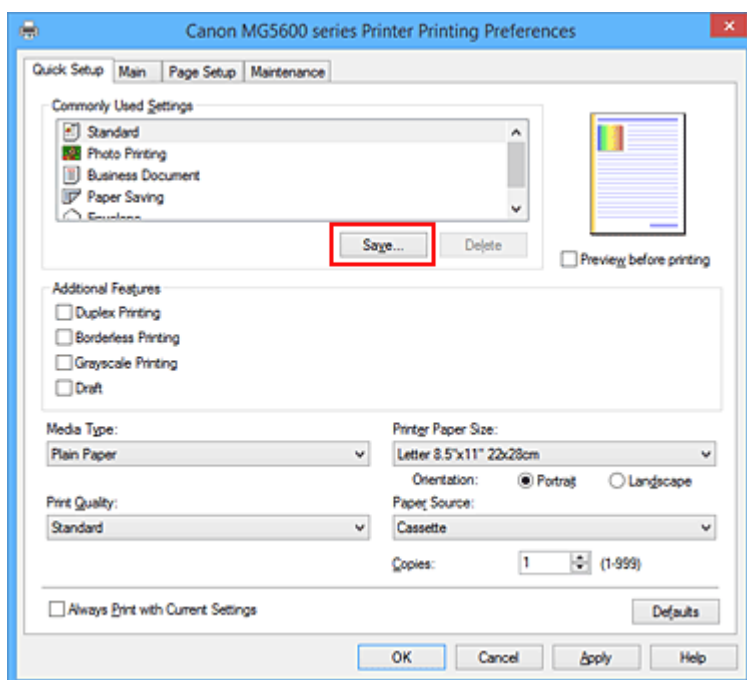 Canon MG5600 series Printer Printing Preferences
Quick Setup Main Page Setup Maintenance
Commonly Used Settings
Standard
Photo Printing
Business Document
Paper Saving
Envelope
Save... Delete
Preview before printing
Additional Features
Duplex Printing
Borderless Printing
Grayscale Printing
Draft
Media Type: Printer Paper Size:
Plain Paper Letter 8.5"x11" 22x28cm
Orientation: Portrait Landscape
Print Quality: Paper Source:
Standard Cassette
Copies: 1 (1-999)
Always Print with Current Settings Defaults
OK Cancel Apply Help